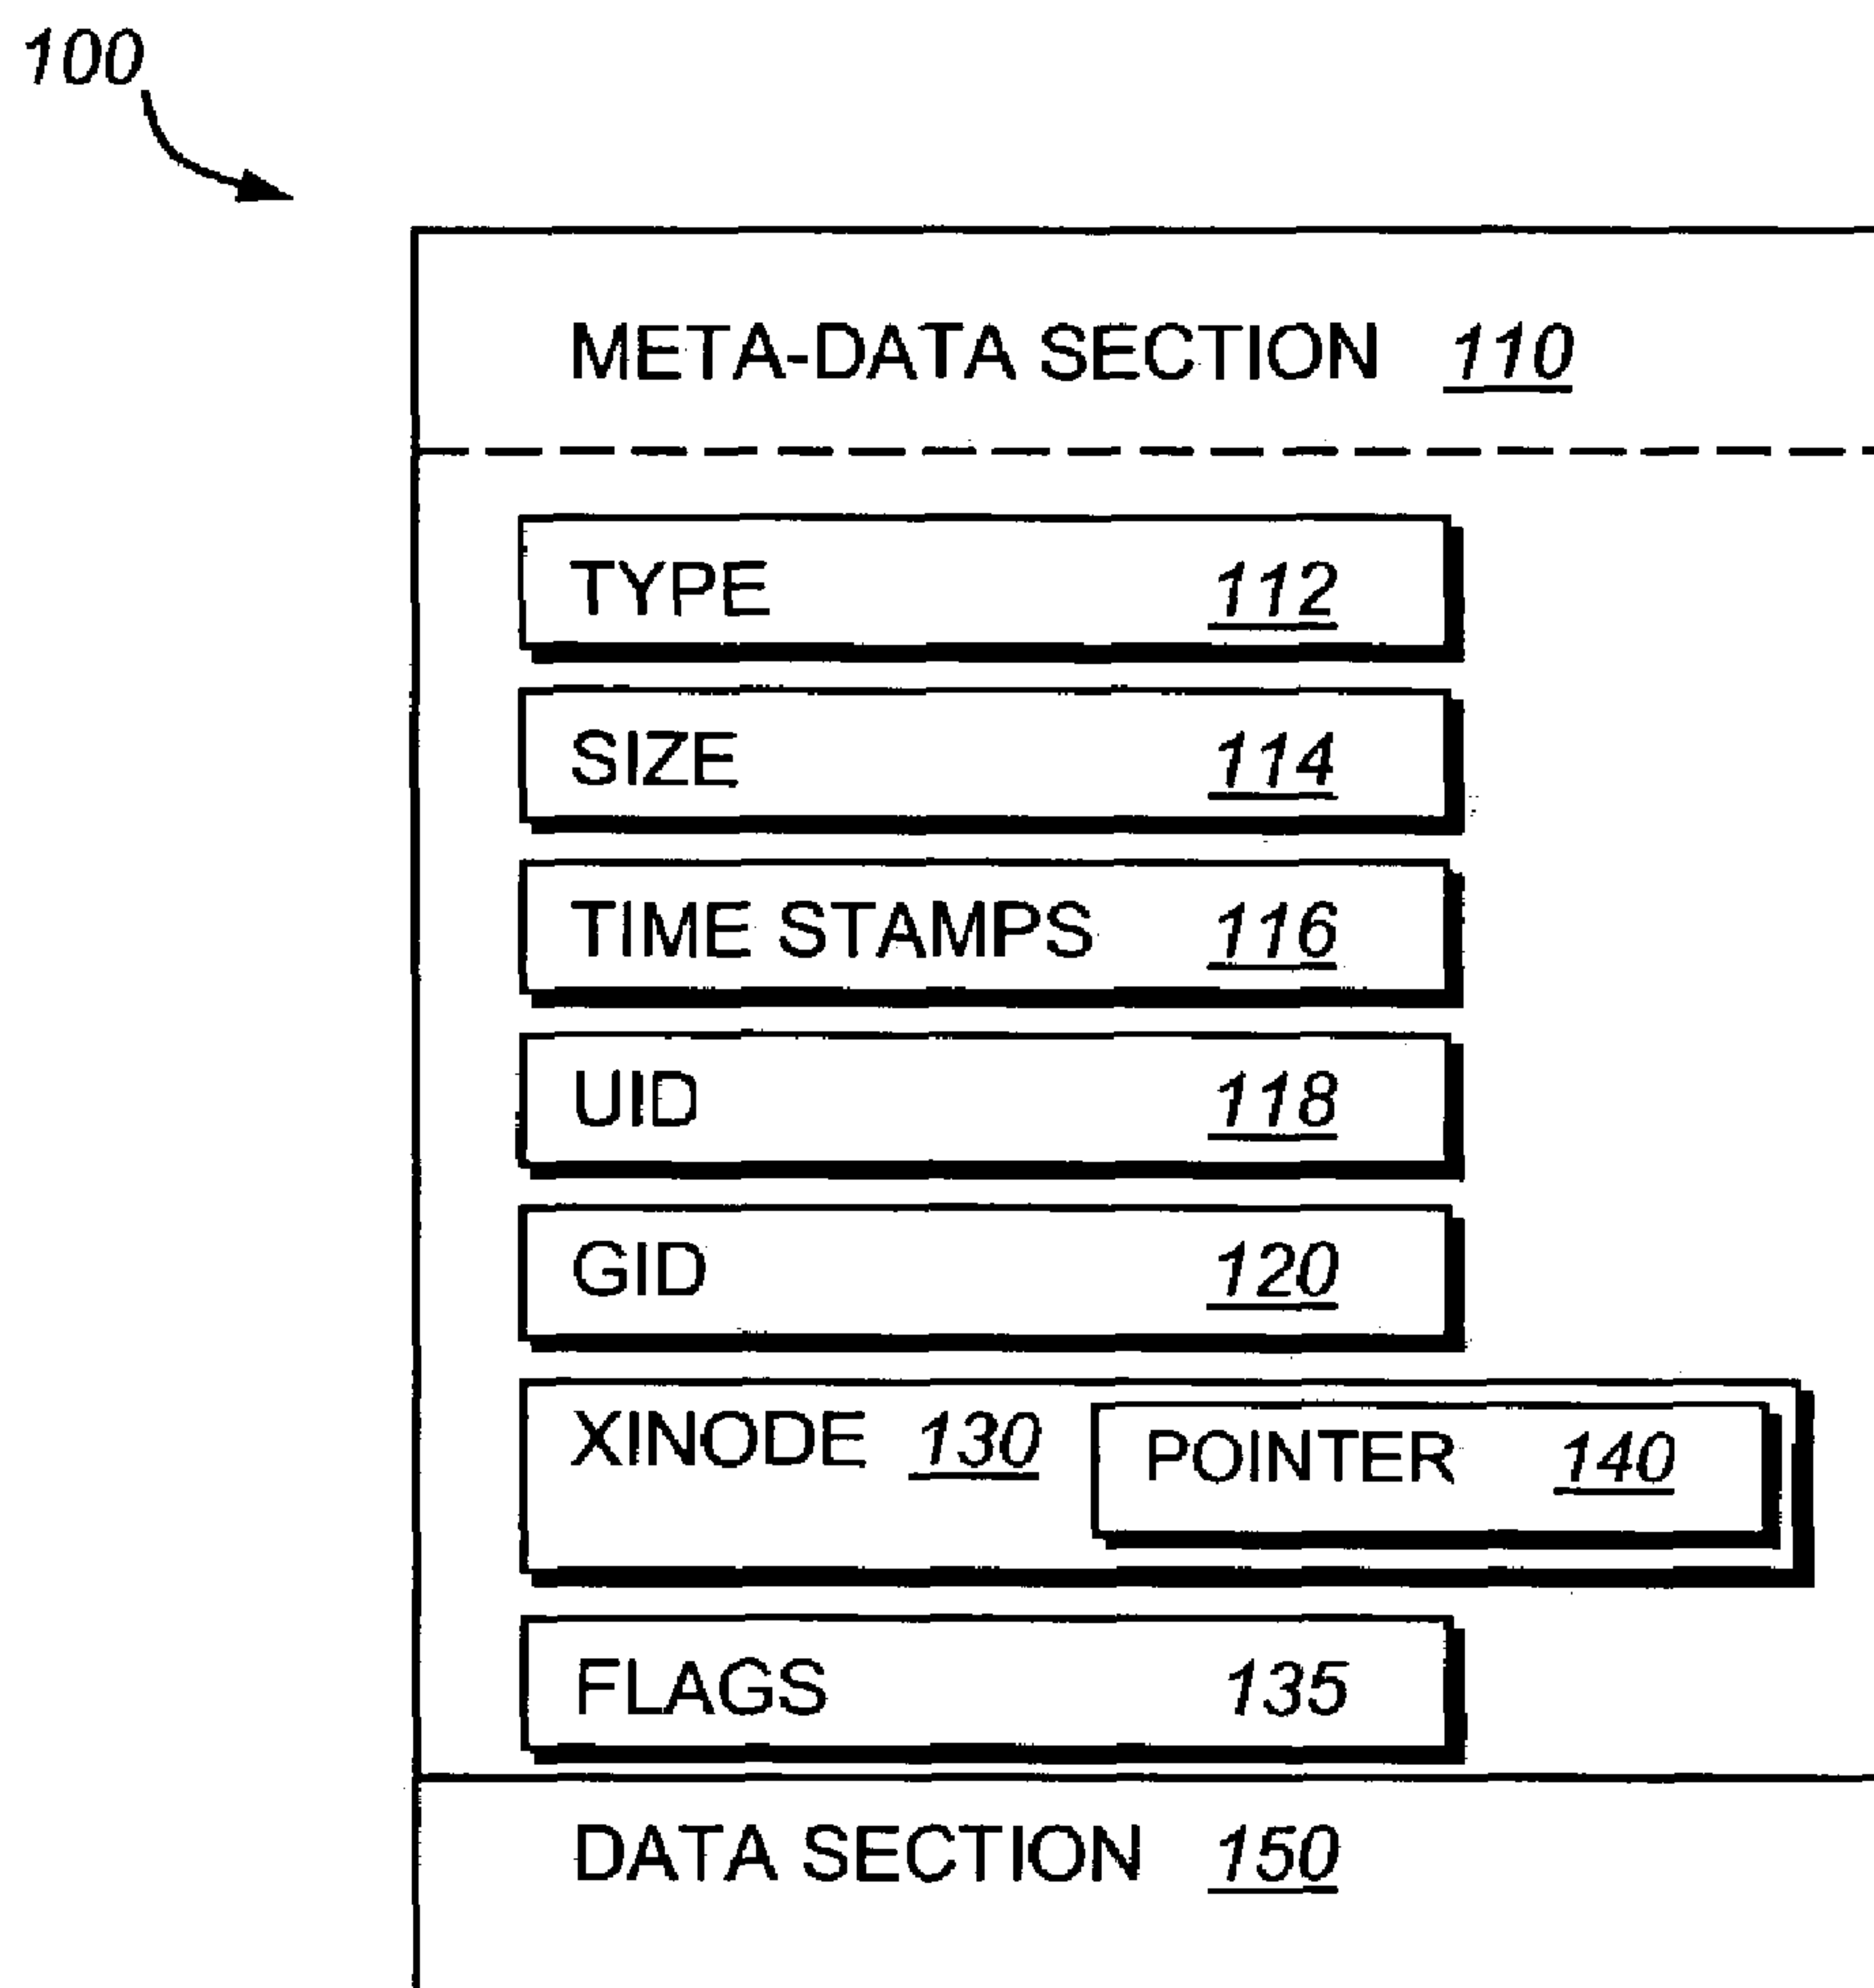 100
META-DATA SECTION 110
TYPE 112
SIZE 114
TIME STAMPS 116
UID 118
GID 120
XINODE 130 POINTER 140
FLAGS 135
DATA SECTION 150